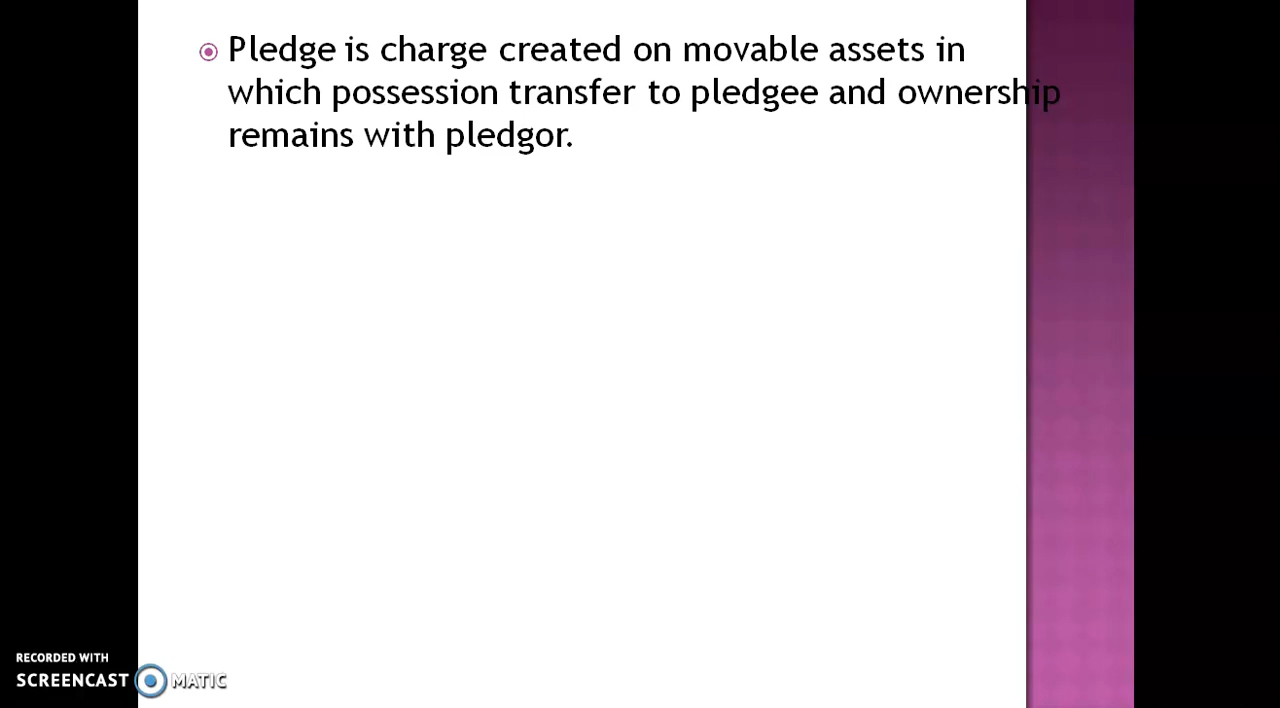 Pledge is charge created on movable assets in
which possession transfer to pledgee and ownership
remains with pledgor.
RECORDED WITH
SCREENCAST MATIC